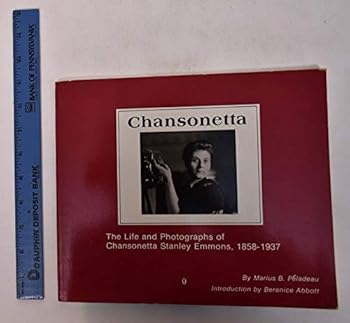 BANK OF PENNSYLVANIA
DAUPHIN DEPOSIT BANK
Chansonetta
The Life and Photographs of
Chansonetta Stanley Emmons, 1858-1937
By Marius B. Péladeau
Introduction by Berenice Abbott